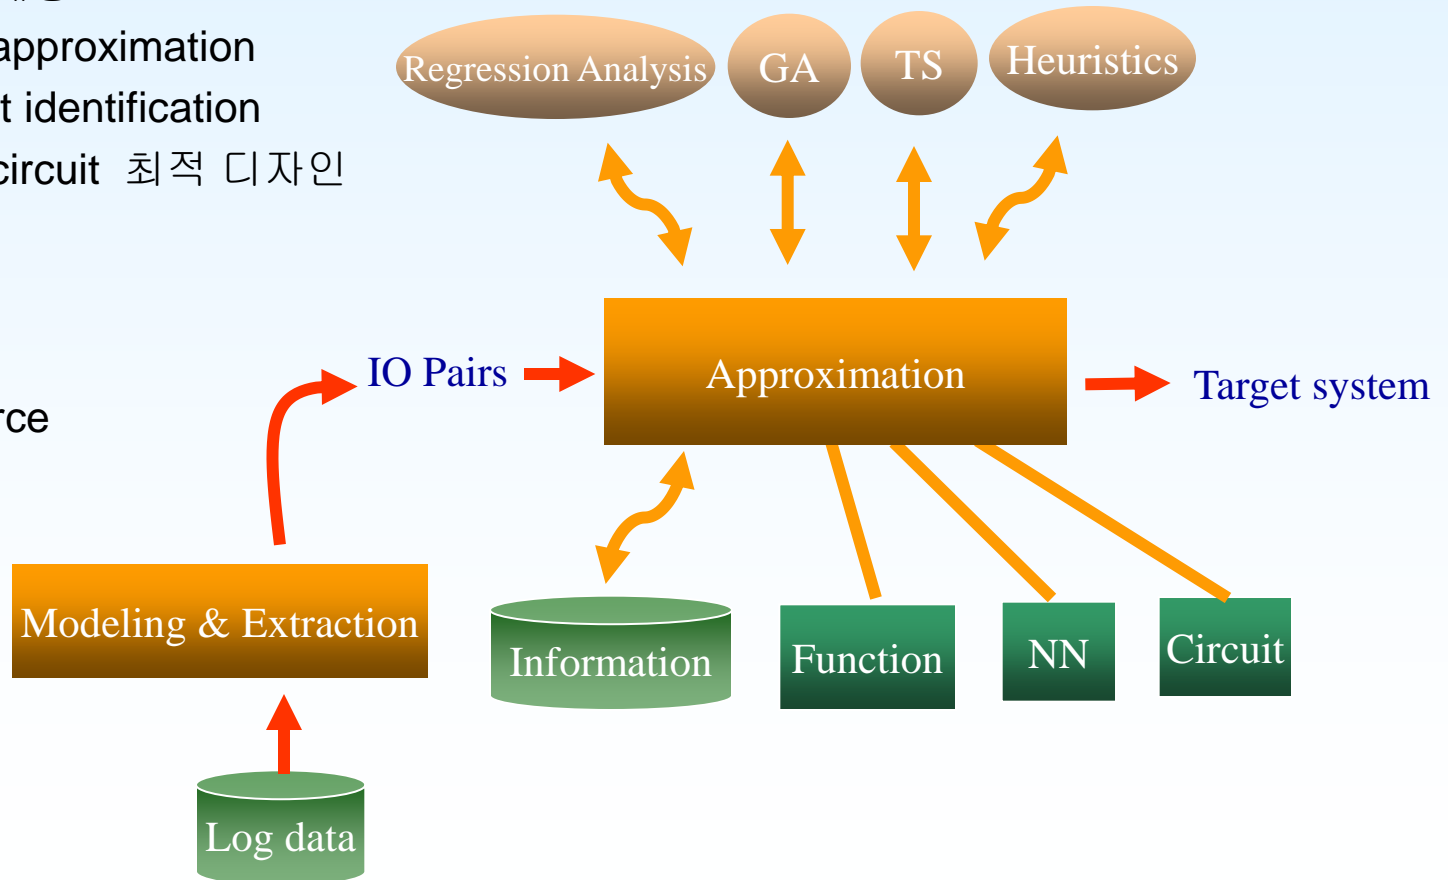 approximation
t identification
circuit 최적 디자인
rce
Regression Analysis
GA
TS
Heuristics
IO Pairs
Approximation
Target system
Modeling & Extraction
Information
Function
NN
Circuit
Log data